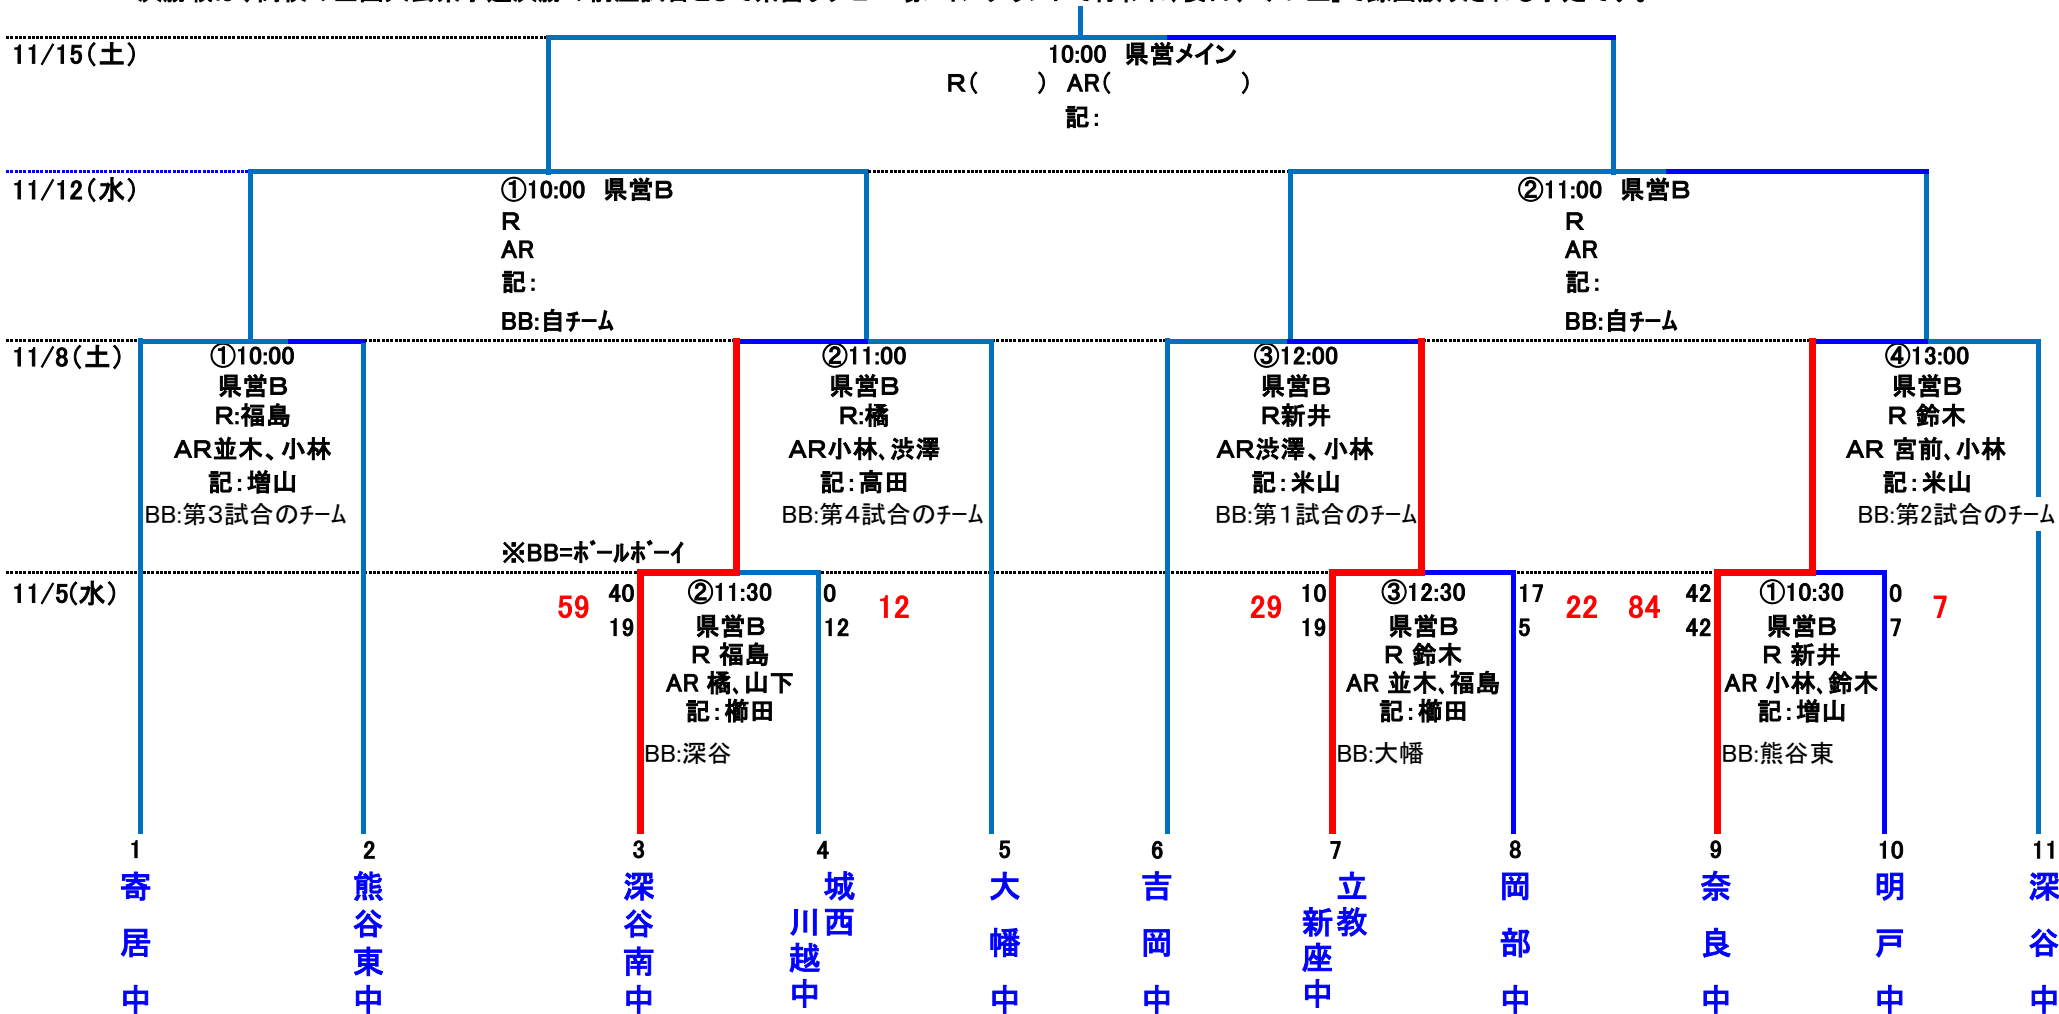 11/15(土)
10:00 県営メイン
R( ) AR( )
記:
11/12(水)
①10:00 県営B
R
AR
記:
BB:自チーム
②11:00 県営B
R
AR
記:
BB:自チーム
11/8(土)
①10:00
県営B
R:福島
AR並木、小林
記:増山
BB:第3試合のチーム
②11:00
県営B
R:橘
AR小林、渋澤
記:高田
BB:第4試合のチーム
③12:00
県営B
R新井
AR渋澤、小林
記:米山
BB:第1試合のチーム
④13:00
県営B
R 鈴木
AR 宮前、小林
記:米山
BB:第2試合のチーム
※BB=ボールボーイ
11/5(水)
59
40
19
②11:30
県営B
R 福島
AR 橘、山下
記:櫛田
BB:深谷
0
12
12
29
10
19
③12:30
県営B
R 鈴木
AR 並木、福島
記:櫛田
BB:大幡
17
5
22
84
42
42
①10:30
県営B
R 新井
AR 小林、鈴木
記:増山
BB:熊谷東
0
7
7
1
寄居中
2
熊谷東中
3
深谷南中
4
城西
川越中
5
大幡中
6
吉岡中
7
立教
新座中
8
岡部中
9
奈良中
10
明戸中
11
深谷中